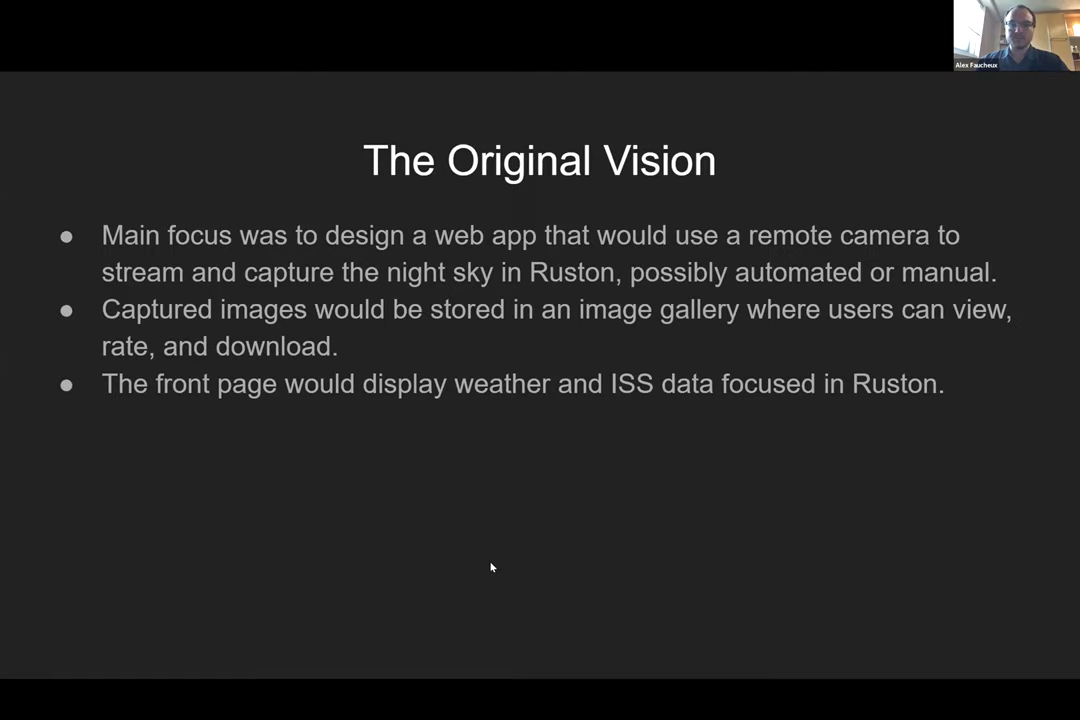 Alex Faucheux
The Original Vision
● Main focus was to design a web app that would use a remote camera to
stream and capture the night sky in Ruston, possibly automated or manual.
● Captured images would be stored in an image gallery where users can view,
rate, and download.
● The front page would display weather and ISS data focused in Ruston.